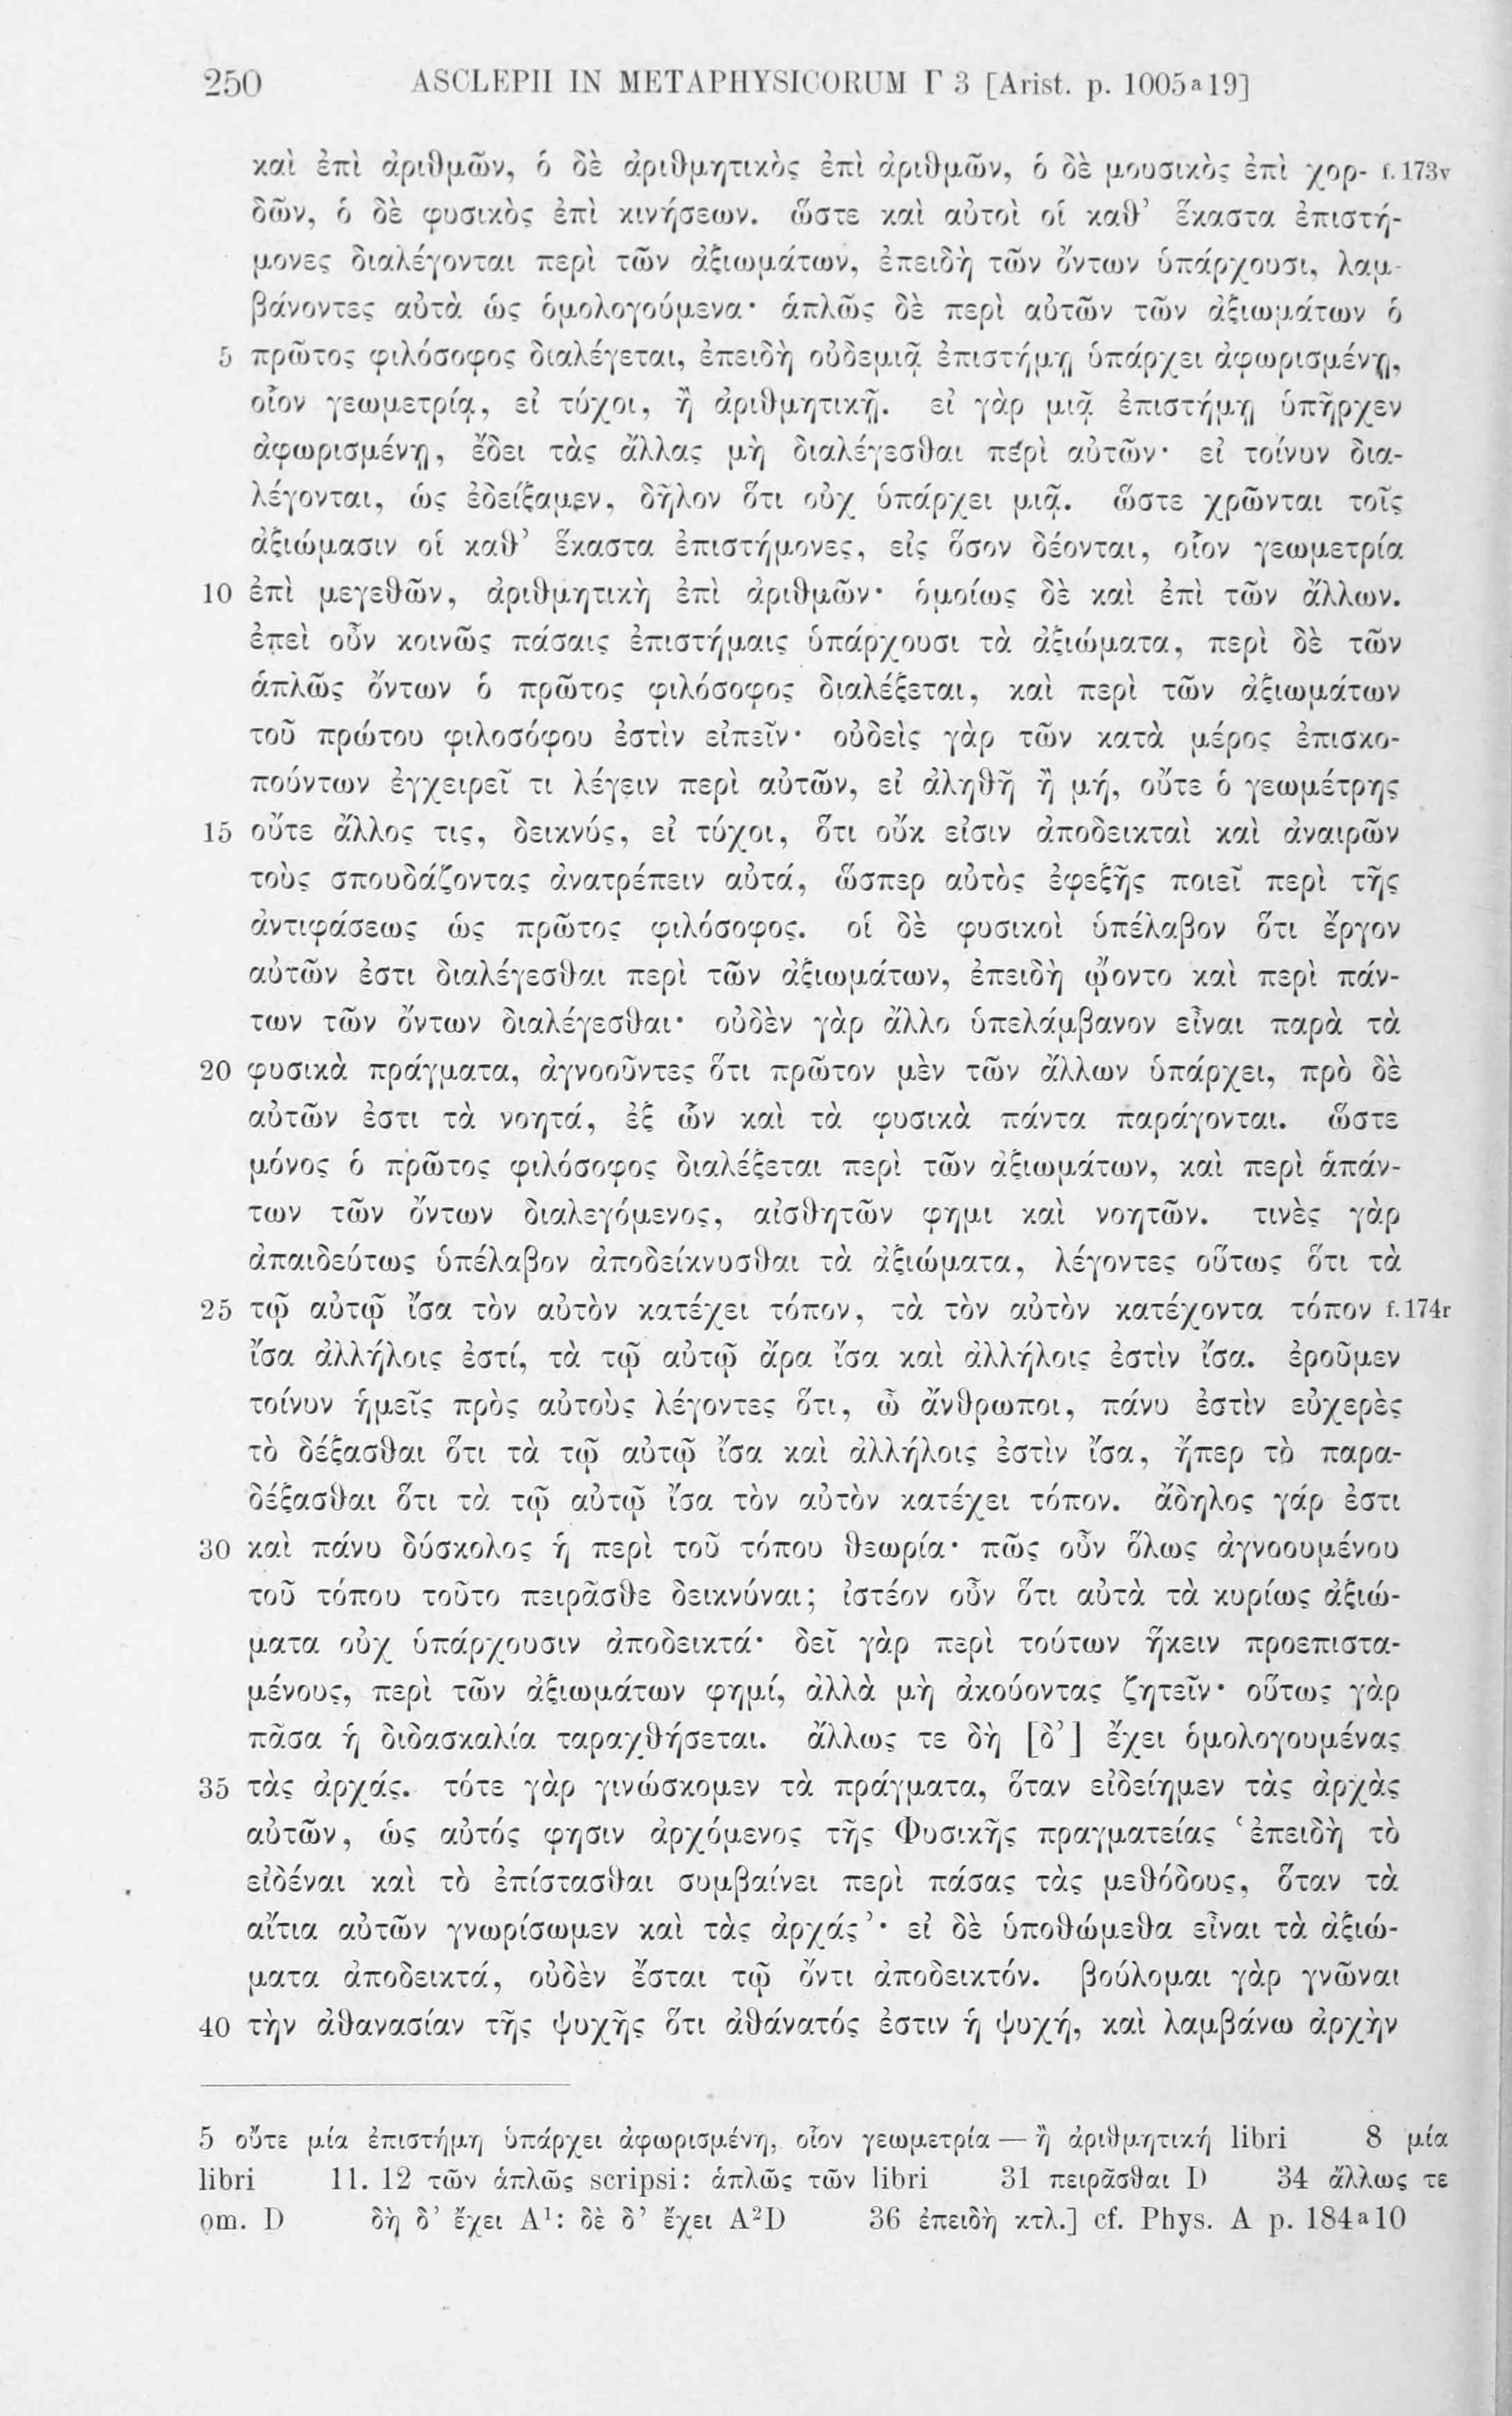 250 ASCLEPII IN METAPHYSICORUM Γ 3 [Arist. p. 1005a19]
καὶ ἐπὶ ἀριθμῶν, ὁ δὲ ἀριθμητικὸς ἐπὶ ἀριθμῶν, ὁ δὲ μουσικὸς ἐπὶ χορ- f. 173v
δῶν, ὁ δὲ φυσικὸς ἐπὶ κινήσεων. ὥστε καὶ αὐτοὶ οἱ καθ’ ἕκαστα ἐπιστή-
μονες διαλέγονται περὶ τῶν ἀξιωμάτων, ἐπειδὴ τῶν ὄντων ὑπάρχουσι, λαμ-
βάνοντες αὐτὰ ὡς ὁμολογούμενα· ἁπλῶς δὲ περὶ αὐτῶν τῶν ἀξιωμάτων ὁ
5 πρῶτος φιλόσοφος διαλέγεται, ἐπειδὴ οὐδεμιᾷ ἐπιστήμῃ ὑπάρχει ἀφωρισμένῃ,
οἷον γεωμετρίᾳ, εἰ τύχοι, ἢ ἀριθμητικῇ. εἰ γὰρ μιᾷ ἐπιστήμῃ ὑπῆρχεν
ἀφωρισμένῃ, ἔδει τὰς ἄλλας μὴ διαλέγεσθαι περὶ αὐτῶν· εἰ τοίνυν δια-
λέγονται, ὡς ἐδείξαμεν, δῆλον ὅτι οὐχ ὑπάρχει μιᾷ. ὥστε χρῶνται τοῖς
ἀξιώμασιν οἱ καθ’ ἕκαστα ἐπιστήμονες, εἰς ὅσον δέονται, οἷον γεωμετρία
10 ἐπὶ μεγεθῶν, ἀριθμητικὴ ἐπὶ ἀριθμῶν· ὁμοίως δὲ καὶ ἐπὶ τῶν ἄλλων.
ἐπεὶ οὖν κοινῶς πάσαις ἐπιστήμαις ὑπάρχουσι τὰ ἀξιώματα, περὶ δὲ τῶν
ἁπλῶς ὄντων ὁ πρῶτος φιλόσοφος διαλέξεται, καὶ περὶ τῶν ἀξιωμάτων
τοῦ πρώτου φιλοσόφου ἐστὶν εἰπεῖν· οὐδεὶς γὰρ τῶν κατὰ μέρος ἐπισκο-
πούντων ἐγχειρεῖ τι λέγειν περὶ αὐτῶν, εἰ ἀληθῆ ἢ μή, οὔτε ὁ γεωμέτρης
15 οὔτε ἄλλος τις, δεικνύς, εἰ τύχοι, ὅτι οὔκ εἰσιν ἀποδεικταὶ καὶ ἀναιρῶν
τοὺς σπουδάζοντας ἀνατρέπειν αὐτά, ὥσπερ αὐτὸς ἐφεξῆς ποιεῖ περὶ τῆς
ἀντιφάσεως ὡς πρῶτος φιλόσοφος. οἱ δὲ φυσικοὶ ὑπέλαβον ὅτι ἔργον
αὐτῶν ἐστι διαλέγεσθαι περὶ τῶν ἀξιωμάτων, ἐπειδὴ ᾤοντο καὶ περὶ πάν-
των τῶν ὄντων διαλέγεσθαι· οὐδὲν γὰρ ἄλλο ὑπελάμβανον εἶναι παρὰ τὰ
20 φυσικὰ πράγματα, ἀγνοοῦντες ὅτι πρῶτον μὲν τῶν ἄλλων ὑπάρχει, πρὸ δὲ
αὐτῶν ἐστι τὰ νοητά, ἐξ ὧν καὶ τὰ φυσικὰ πάντα παράγονται. ὥστε
μόνος ὁ πρῶτος φιλόσοφος διαλέξεται περὶ τῶν ἀξιωμάτων, καὶ περὶ ἁπάν-
των τῶν ὄντων διαλεγόμενος, αἰσθητῶν φημι καὶ νοητῶν. τινὲς γὰρ
ἀπαιδεύτως ὑπέλαβον ἀποδείκνυσθαι τὰ ἀξιώματα, λέγοντες οὕτως ὅτι τὰ
25 τῷ αὐτῷ ἴσα τὸν αὐτὸν κατέχει τόπον, τὰ τὸν αὐτὸν κατέχοντα τόπον f. 174r
ἴσα ἀλλήλοις ἐστί, τὰ τῷ αὐτῷ ἄρα ἴσα καὶ ἀλλήλοις ἐστὶν ἴσα. ἐροῦμεν
τοίνυν ἡμεῖς πρὸς αὐτοὺς λέγοντες ὅτι, ὦ ἄνθρωποι, πάνυ ἐστὶν εὐχερὲς
τὸ δέξασθαι ὅτι τὰ τῷ αὐτῷ ἴσα καὶ ἀλλήλοις ἐστὶν ἴσα, ἤπερ τὸ παρα-
δέξασθαι ὅτι τὰ τῷ αὐτῷ ἴσα τὸν αὐτὸν κατέχει τόπον. ἄδηλος γάρ ἐστι
30 καὶ πάνυ δύσκολος ἡ περὶ τοῦ τόπου θεωρία· πῶς οὖν ὅλως ἀγνοουμένου
τοῦ τόπου τοῦτο πειρᾶσθε δεικνύναι; ἰστέον οὖν ὅτι αὐτὰ τὰ κυρίως ἀξιώ-
ματα οὐχ ὑπάρχουσιν ἀποδεικτά· δεῖ γὰρ περὶ τούτων ἥκειν προεπιστα-
μένους, περὶ τῶν ἀξιωμάτων φημί, ἀλλὰ μὴ ἀκούοντας ζητεῖν· οὕτως γὰρ
πᾶσα ἡ διδασκαλία ταραχθήσεται. ἄλλως τε δὴ [δ’] ἔχει ὁμολογουμένας
35 τὰς ἀρχάς. τότε γὰρ γινώσκομεν τὰ πράγματα, ὅταν εἰδείημεν τὰς ἀρχὰς
αὐτῶν, ὡς αὐτός φησιν ἀρχόμενος τῆς Φυσικῆς πραγματείας ‘ἐπειδὴ τὸ
εἰδέναι καὶ τὸ ἐπίστασθαι συμβαίνει περὶ πάσας τὰς μεθόδους, ὅταν τὰ
αἴτια αὐτῶν γνωρίσωμεν καὶ τὰς ἀρχάς’· εἰ δὲ ὑποθώμεθα εἶναι τὰ ἀξιώ-
ματα ἀποδεικτά, οὐδὲν ἔσται τῷ ὄντι ἀποδεικτόν. βούλομαι γὰρ γνῶναι
40 τὴν ἀθανασίαν τῆς ψυχῆς ὅτι ἀθάνατός ἐστιν ἡ ψυχή, καὶ λαμβάνω ἀρχὴν
5 οὔτε μία ἐπιστήμη ὑπάρχει ἀφωρισμένη, οἷον γεωμετρία — ἢ ἀριθμητική libri 8 μία
libri 11. 12 τῶν ἁπλῶς scripsi: ἁπλῶς τῶν libri 31 πειρᾶσθαι D 34 ἄλλως τε
om. D δὴ δ’ ἔχει A¹: δὲ δ’ ἔχει A²D 36 ἐπειδὴ κτλ.] cf. Phys. A p. 184a10